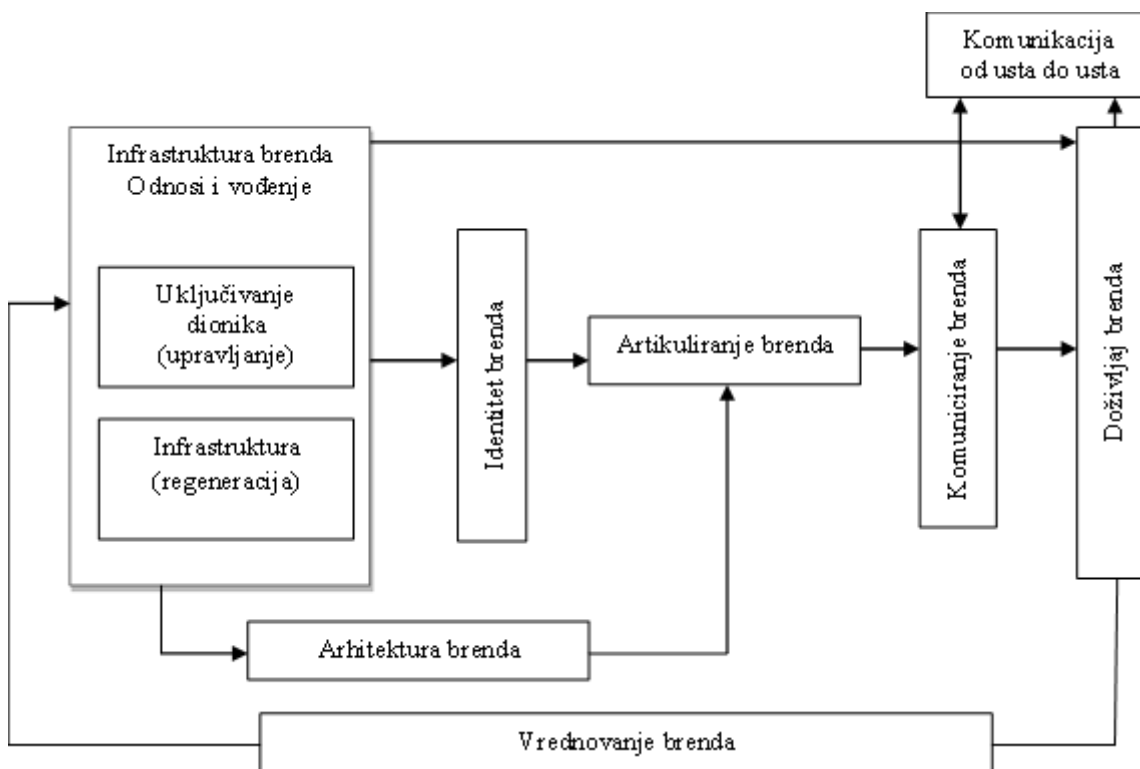 Komunikacija
od usta do usta
Infrastruktura brenda
Odnosi i vođenje
Uključivanje
dionika
(upravljanje)
Infrastruktura
(regeneracija)
Identitet brenda
Artikuliranje brenda
Komuniciranje brenda
Doživljaj brenda
Arhitektura brenda
Vrednovanje brenda